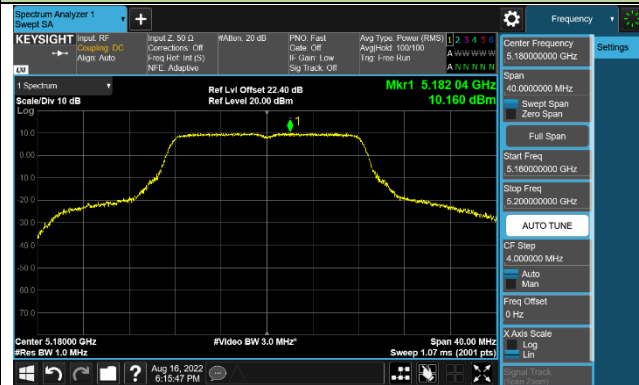 Spectrum Analyzer 1
Swept SA
Frequency
KEYSIGHT
Input: RF
Coupling: DC
Align: Auto
Input Z: 50 Ω
Corrections: Off
Freq Ref: Int (S)
NFE: Adaptive
#Atten: 20 dB
PNO: Fast
Gate: Off
IF Gain: Low
Sig Track: Off
Avg Type: Power (RMS)
Avg|Hold: 100/100
Trig: Free Run
1 2 3 4 5 6
A W W W W W
A N N N N N
LXI
1 Spectrum
Scale/Div 10 dB
Log
Ref Lvl Offset 22.40 dB
Ref Level 20.00 dBm
Mkr1 5.182 04 GHz
10.160 dBm
1
10.0
0.00
-10.0
-20.0
-30.0
-40.0
-50.0
-60.0
-70.0
Center 5.18000 GHz
#Res BW 1.0 MHz
#Video BW 3.0 MHz*
Span 40.00 MHz
Sweep 1.07 ms (2001 pts)
Aug 16, 2022
6:15:47 PM
Center Frequency
5.180000000 GHz
Settings
Span
40.0000000 MHz
Swept Span
Zero Span
Full Span
Start Freq
5.160000000 GHz
Stop Freq
5.200000000 GHz
AUTO TUNE
CF Step
4.000000 MHz
Auto
Man
Freq Offset
0 Hz
X Axis Scale
Log
Lin
Signal Track
(Span Zoom)